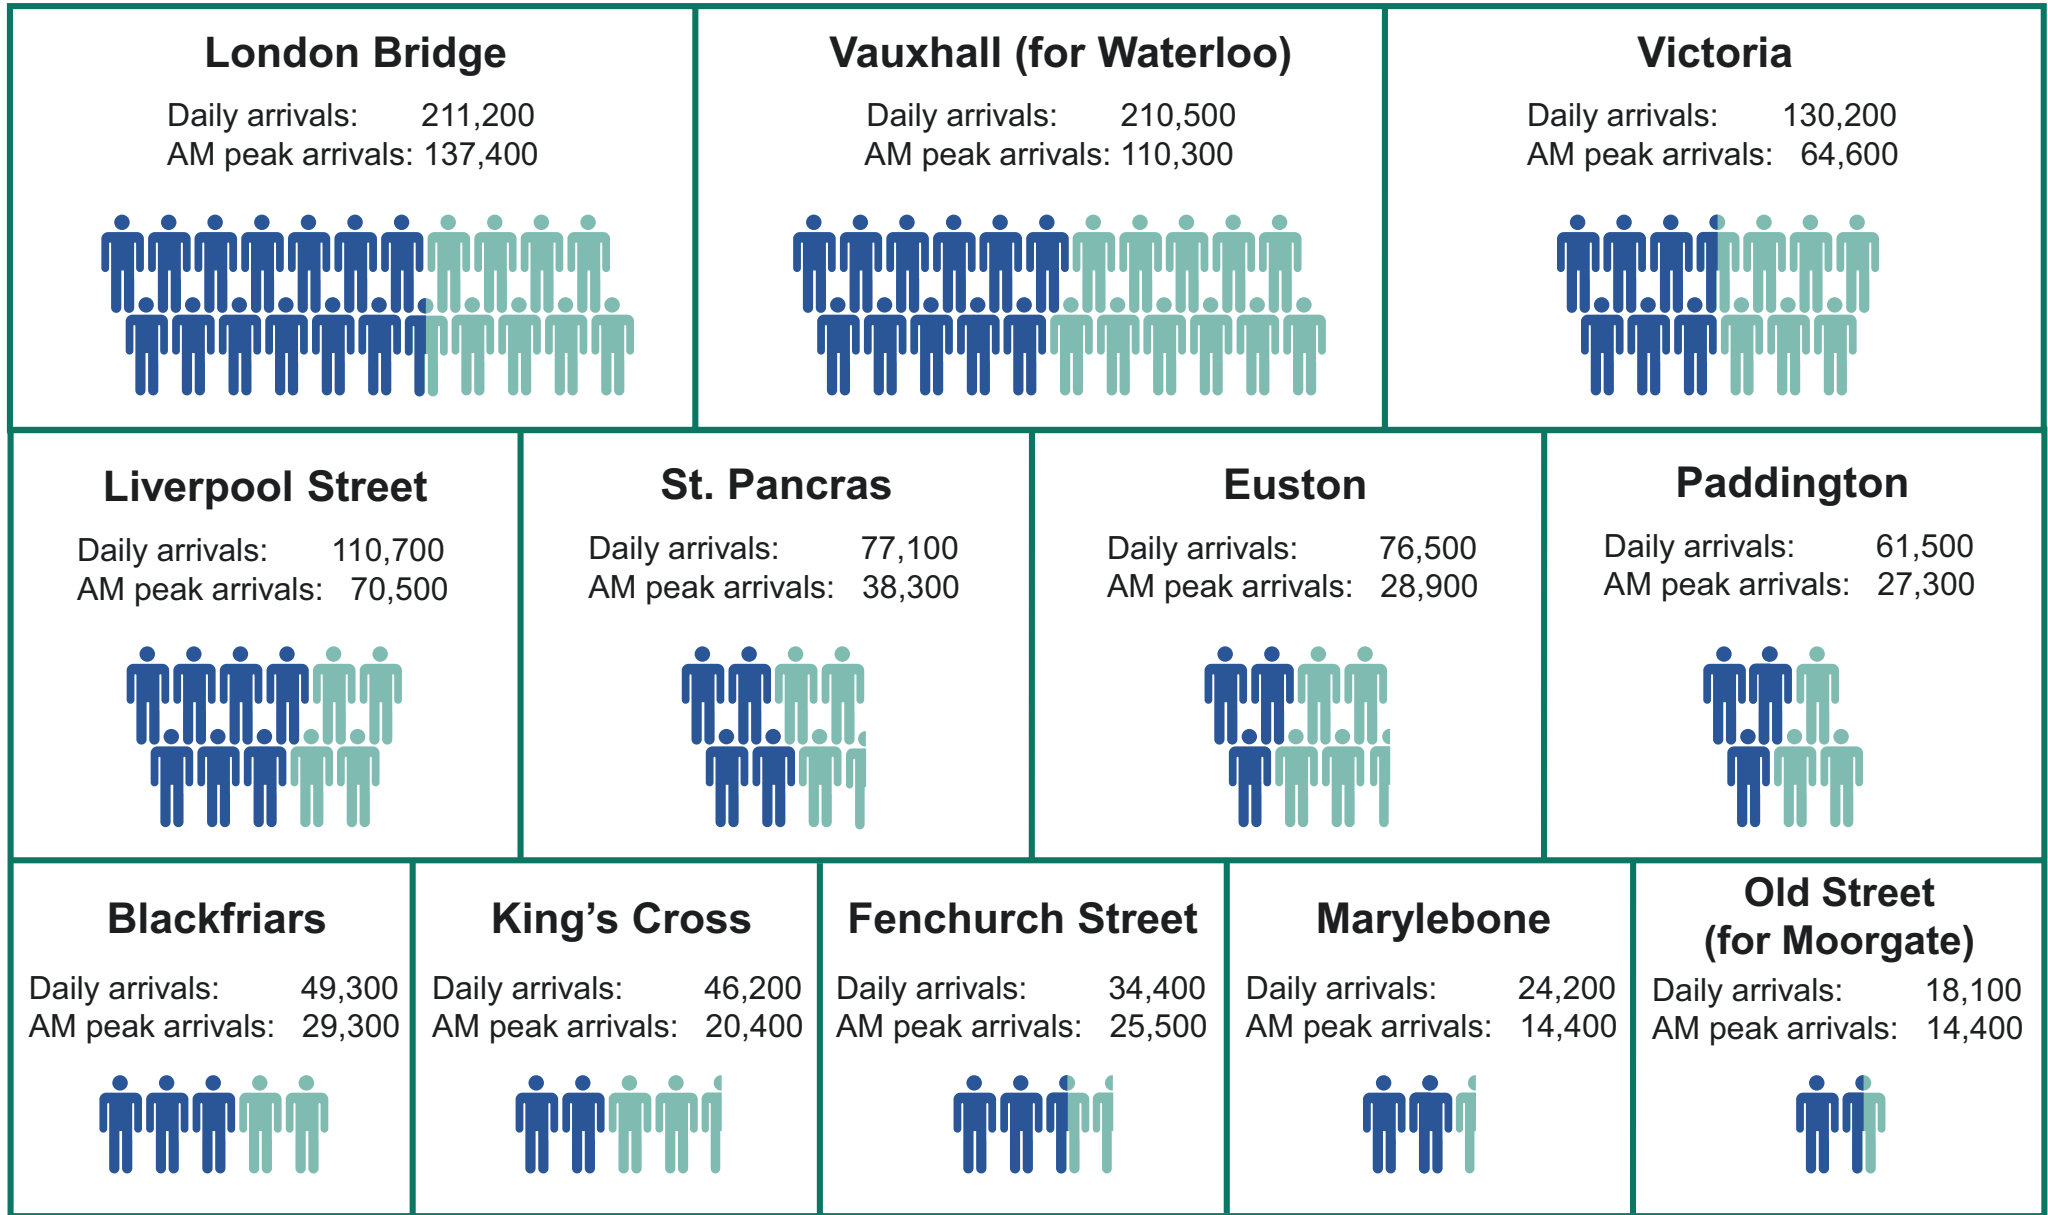 London Bridge
Daily arrivals: 211,200
AM peak arrivals: 137,400
Vauxhall (for Waterloo)
Daily arrivals: 210,500
AM peak arrivals: 110,300
Victoria
Daily arrivals: 130,200
AM peak arrivals: 64,600
Liverpool Street
Daily arrivals: 110,700
AM peak arrivals: 70,500
St. Pancras
Daily arrivals: 77,100
AM peak arrivals: 38,300
Euston
Daily arrivals: 76,500
AM peak arrivals: 28,900
Paddington
Daily arrivals: 61,500
AM peak arrivals: 27,300
Blackfriars
Daily arrivals: 49,300
AM peak arrivals: 29,300
King’s Cross
Daily arrivals: 46,200
AM peak arrivals: 20,400
Fenchurch Street
Daily arrivals: 34,400
AM peak arrivals: 25,500
Marylebone
Daily arrivals: 24,200
AM peak arrivals: 14,400
Old Street
(for Moorgate)
Daily arrivals: 18,100
AM peak arrivals: 14,400